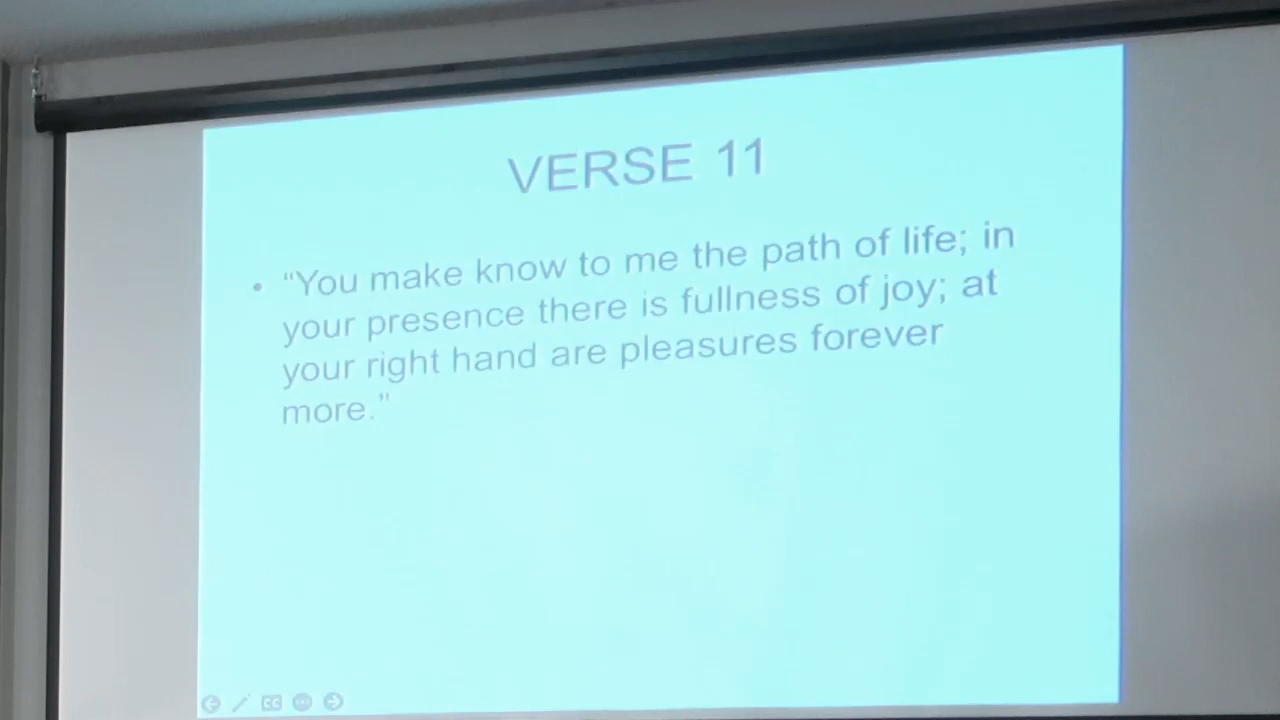 VERSE 11
• “You make know to me the path of life; in
your presence there is fullness of joy; at
your right hand are pleasures forever
more.”
CC